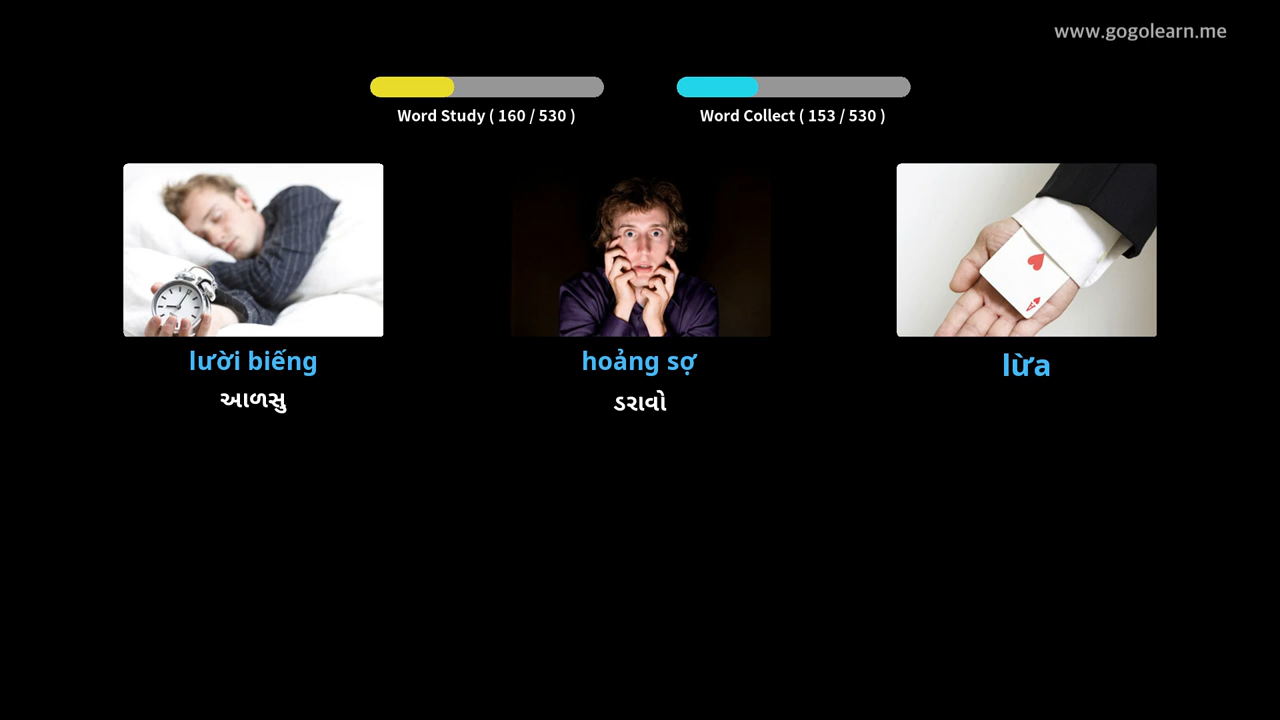 www.gogolearn.me
Word Study ( 160 / 530 )
Word Collect ( 153 / 530 )
lười biếng
આળસુ
hoảng sợ
ડરાવો
lừa